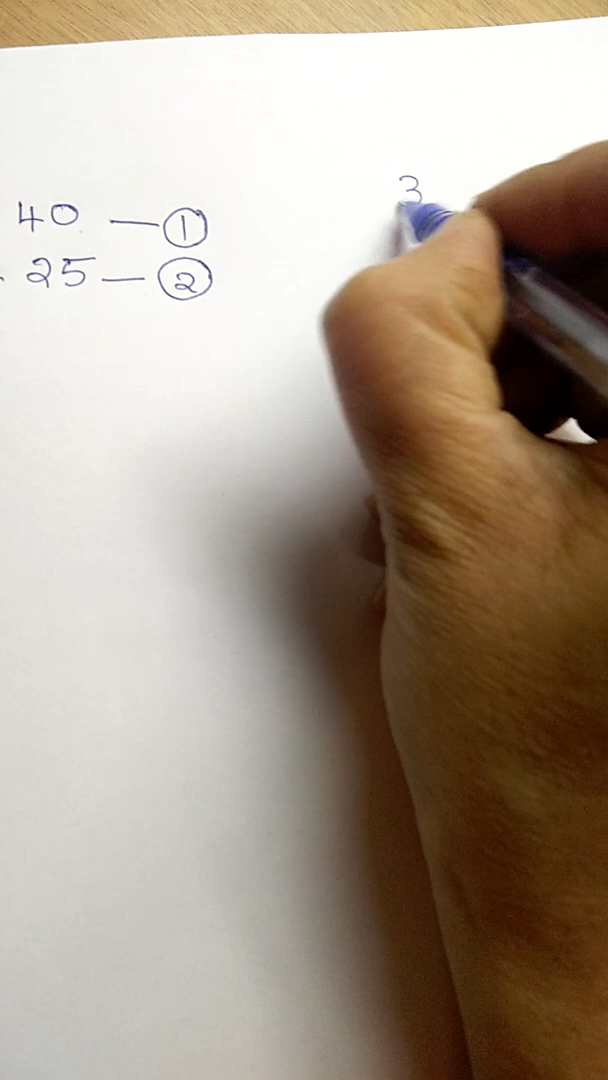 40 — ①
25 — ②
3